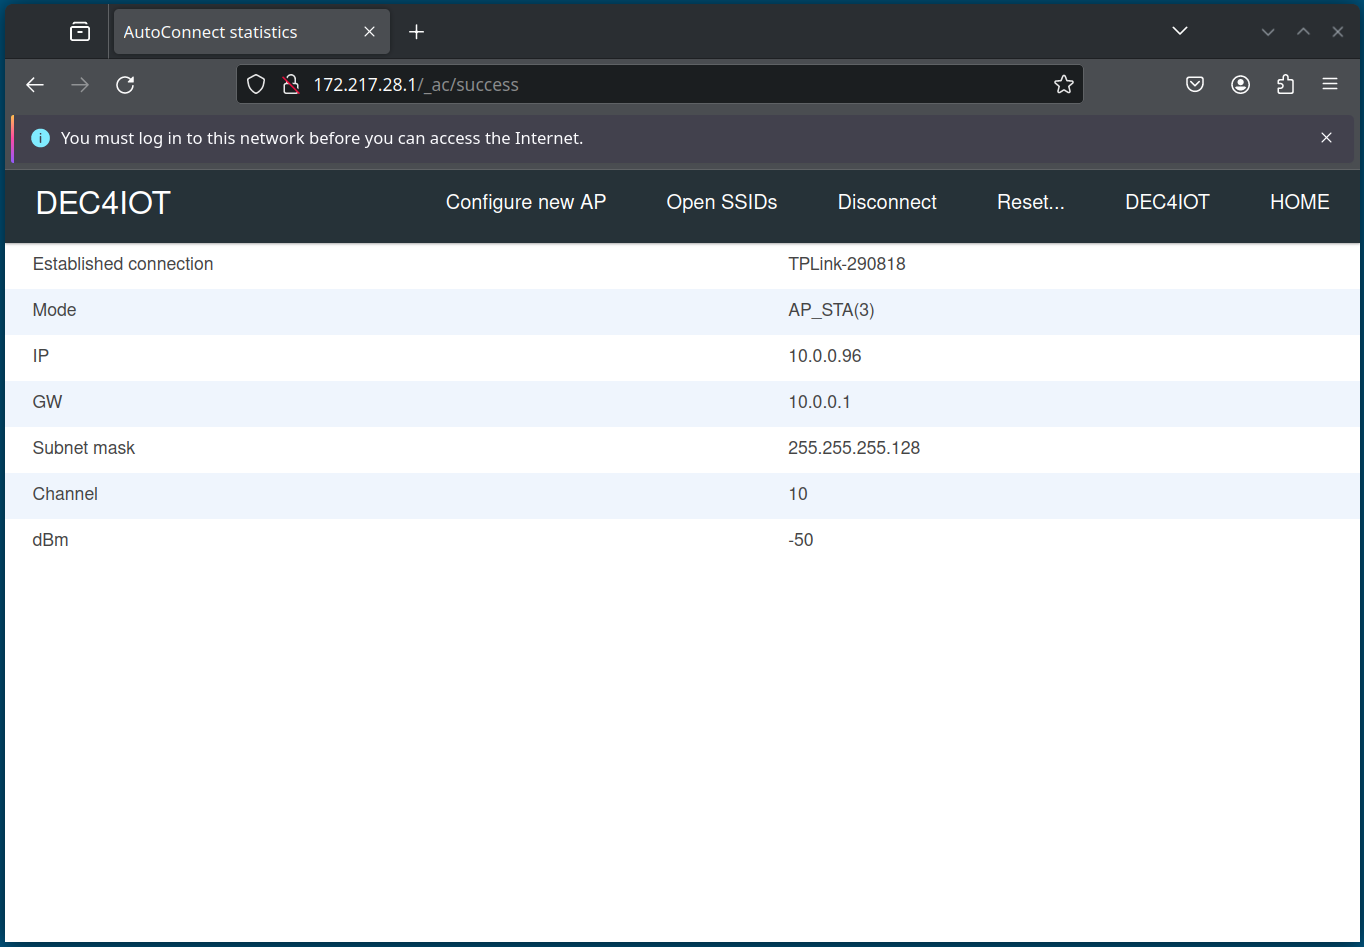 AutoConnect statistics
172.217.28.1/_ac/success
You must log in to this network before you can access the Internet.
DEC4IOT Configure new AP Open SSIDs Disconnect Reset... DEC4IOT HOME
Established connection TPLink-290818
Mode AP_STA(3)
IP 10.0.0.96
GW 10.0.0.1
Subnet mask 255.255.255.128
Channel 10
dBm -50